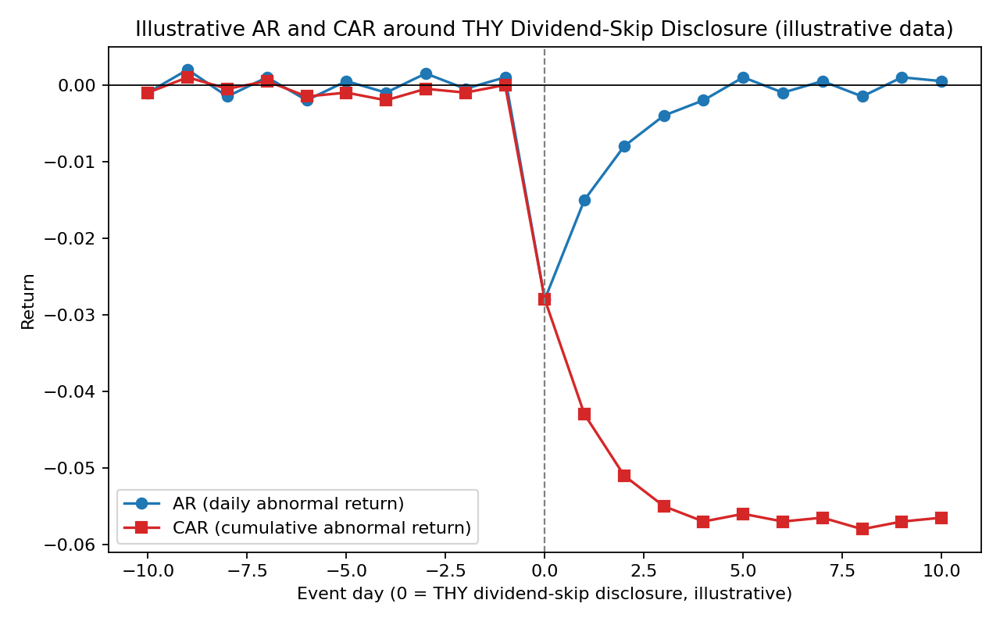 Illustrative AR and CAR around THY Dividend-Skip Disclosure (illustrative data)
0.00
−0.01
−0.02
−0.03
−0.04
−0.05
−0.06
Return
AR (daily abnormal return)
CAR (cumulative abnormal return)
−10.0 −7.5 −5.0 −2.5 0.0 2.5 5.0 7.5 10.0
Event day (0 = THY dividend-skip disclosure, illustrative)